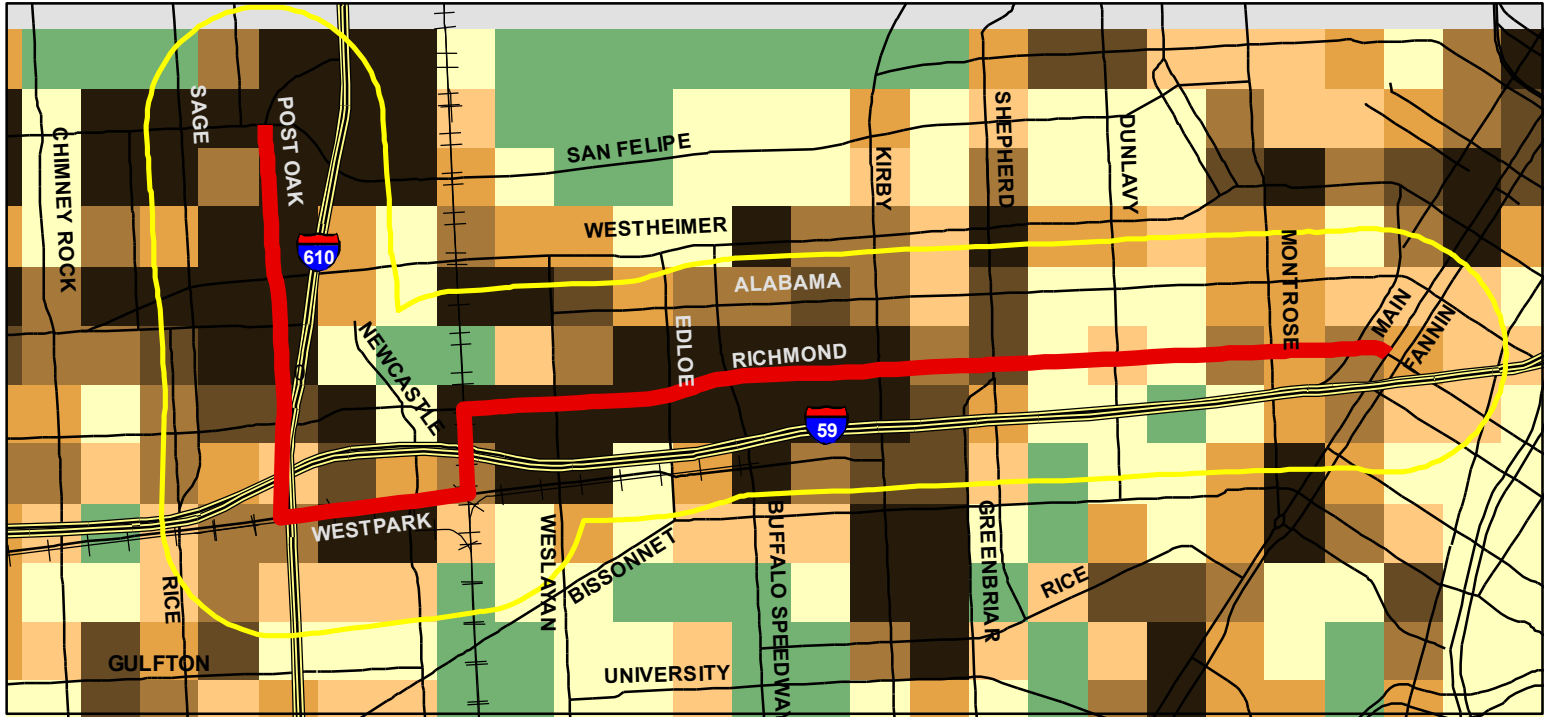 SAGE
POST OAK
CHIMNEY ROCK
SAN FELIPE
KIRBY
SHEPHERD
DUNLAVY
WESTHEIMER
610
MONTROSE
ALABAMA
NEWCASTLE
EDLOE
RICHMOND
MAIN
FANNIN
59
WESTPARK
WESLAYAN
BISSONNET
BUFFALO SPEEDWAY
GREENBRIAR
RICE
RICE
GULFTON
UNIVERSITY